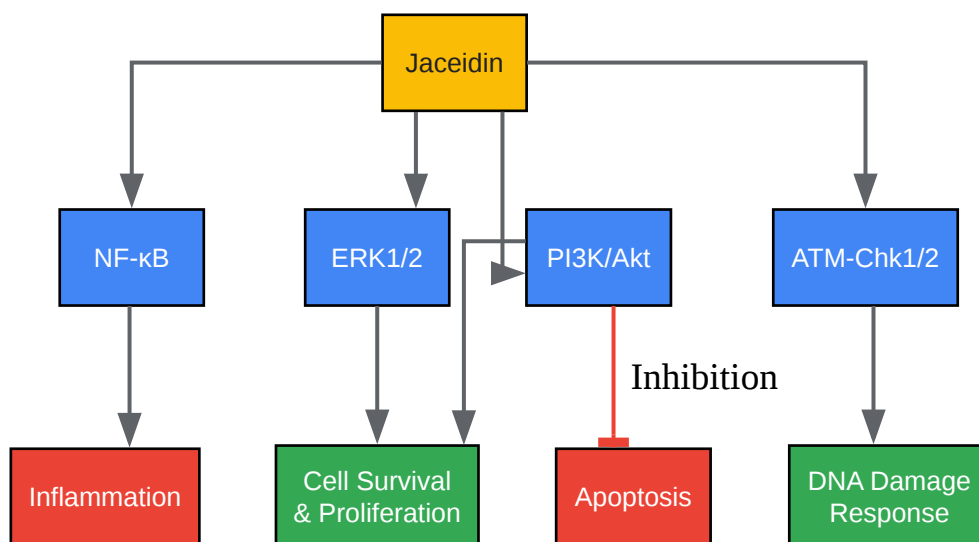 Jaceidin
NF-κB
ERK1/2
PI3K/Akt
ATM-Chk1/2
Inhibition
Inflammation
Cell Survival
& Proliferation
Apoptosis
DNA Damage
Response